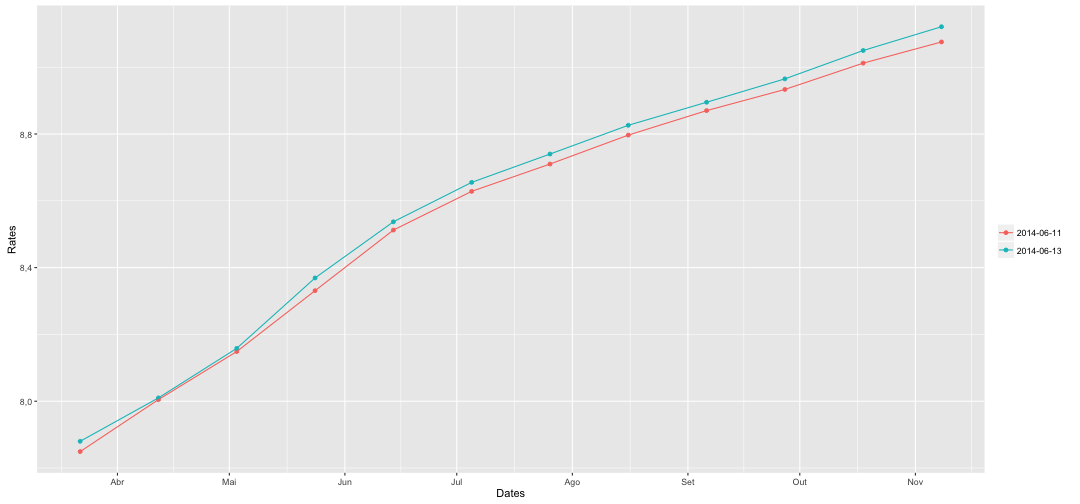 Rates
8,8
8,4
8,0
Abr Mai Jun Jul Ago Set Out Nov
Dates
2014-06-11
2014-06-13